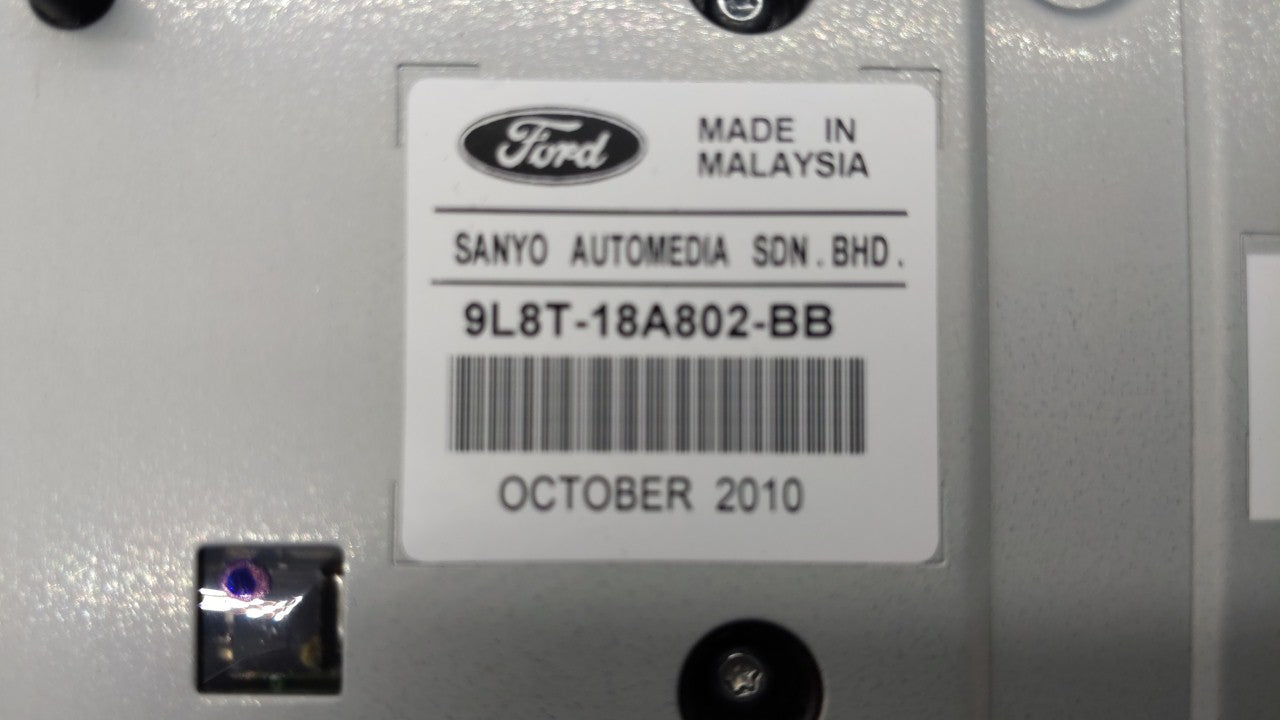 Ford
MADE IN
MALAYSIA
SANYO AUTOMEDIA SDN.BHD.
9L8T-18A802-BB
OCTOBER 2010